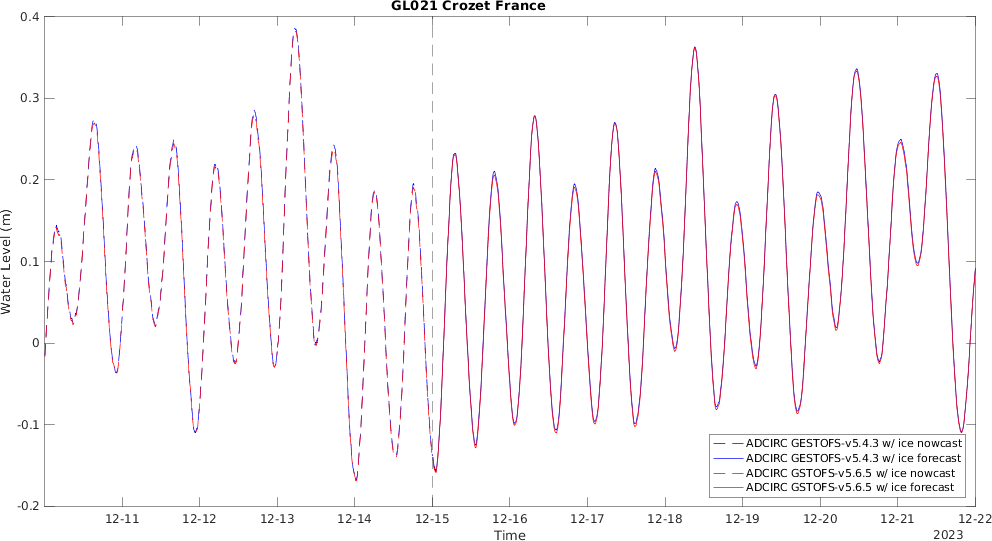 GL021 Crozet France
Water Level (m)
0.4
0.3
0.2
0.1
0
-0.1
-0.2
ADCIRC GESTOFS-v5.4.3 w/ ice nowcast
ADCIRC GESTOFS-v5.4.3 w/ ice forecast
ADCIRC GSTOFS-v5.6.5 w/ ice nowcast
ADCIRC GSTOFS-v5.6.5 w/ ice forecast
12-11 12-12 12-13 12-14 12-15 12-16 12-17 12-18 12-19 12-20 12-21 12-22
Time
2023